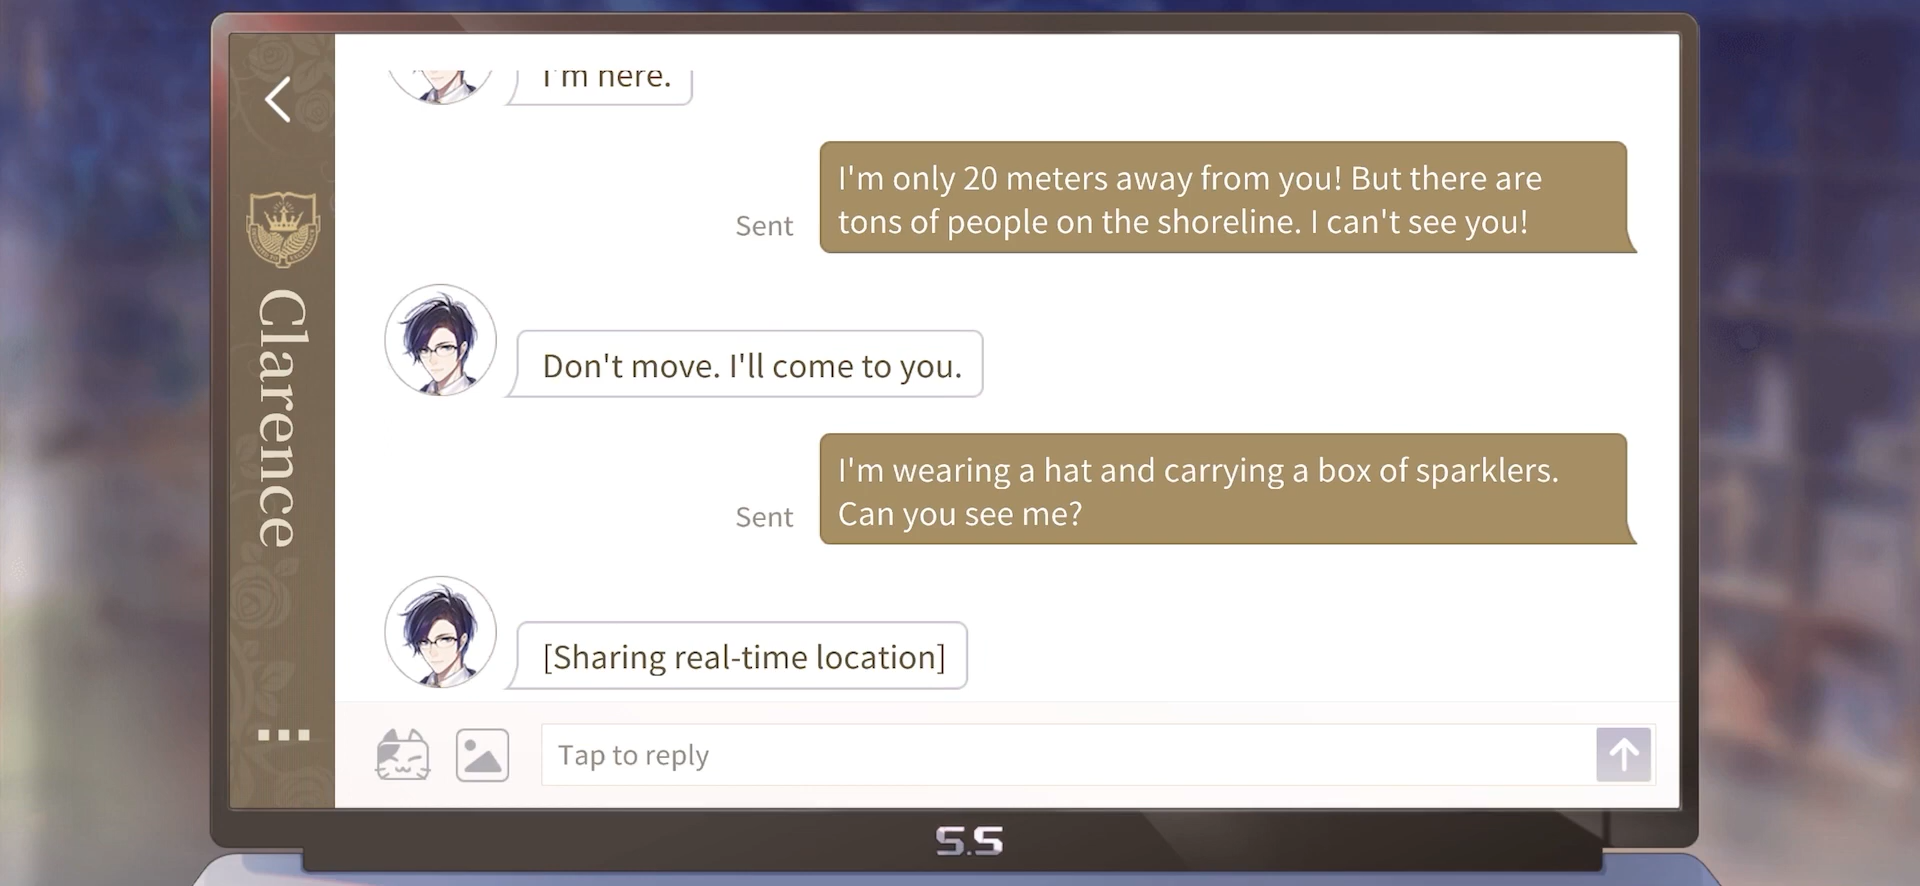 I'm here.
I'm only 20 meters away from you! But there are
tons of people on the shoreline. I can't see you!
Sent
Don't move. I'll come to you.
I'm wearing a hat and carrying a box of sparklers.
Can you see me?
Sent
[Sharing real-time location]
Clarence
Tap to reply
S.S